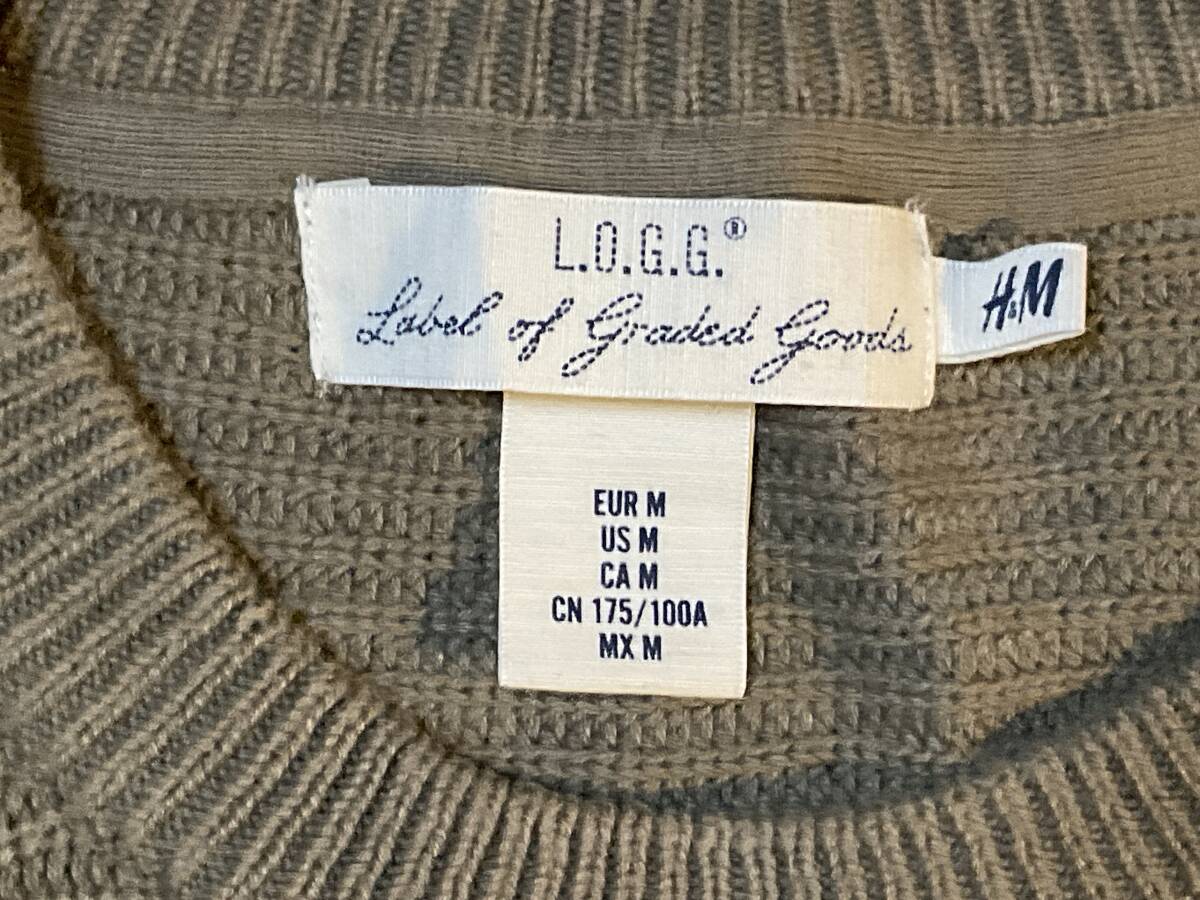 L.O.G.G.®
Label of Graded Goods
H&M
EUR M
US M
CA M
CN 175/100A
MX M